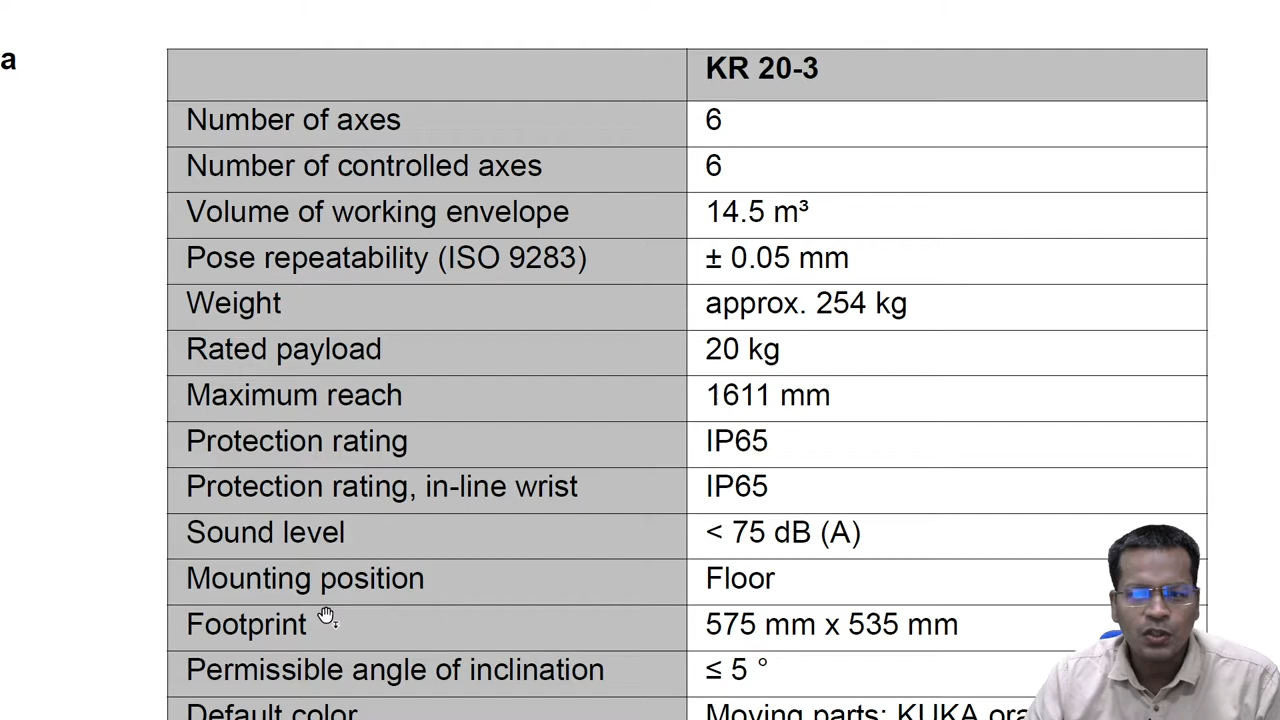 a
KR 20-3
Number of axes 6
Number of controlled axes 6
Volume of working envelope 14.5 m³
Pose repeatability (ISO 9283) ± 0.05 mm
Weight approx. 254 kg
Rated payload 20 kg
Maximum reach 1611 mm
Protection rating IP65
Protection rating, in-line wrist IP65
Sound level < 75 dB (A)
Mounting position Floor
Footprint 575 mm x 535 mm
Permissible angle of inclination ≤ 5 °
Default color Moving parts: KUKA ora